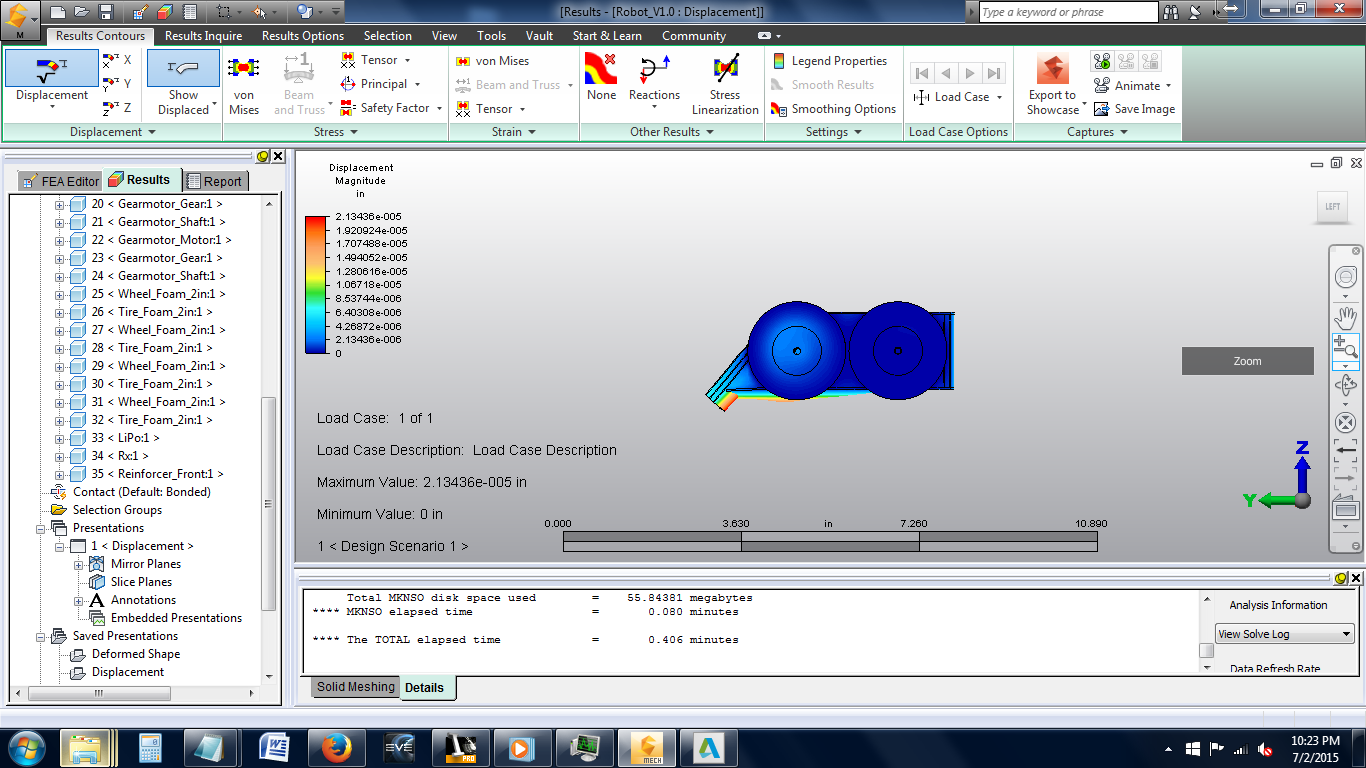 [Results - [Robot_V1.0 : Displacement]]
Type a keyword or phrase
M
Results Contours
Results Inquire
Results Options
Selection
View
Tools
Vault
Start & Learn
Community
Displacement
X
Y
Z
Show Displaced
Displacement
von Mises
Beam and Truss
Tensor
Principal
Safety Factor
Stress
von Mises
Beam and Truss
Tensor
Strain
None
Reactions
Stress Linearization
Other Results
Legend Properties
Smooth Results
Smoothing Options
Settings
Load Case
Load Case Options
Export to Showcase
Animate
Save Image
Captures
FEA Editor
Results
Report
20 < Gearmotor_Gear:1 >
21 < Gearmotor_Shaft:1 >
22 < Gearmotor_Motor:1 >
23 < Gearmotor_Gear:1 >
24 < Gearmotor_Shaft:1 >
25 < Wheel_Foam_2in:1 >
26 < Tire_Foam_2in:1 >
27 < Wheel_Foam_2in:1 >
28 < Tire_Foam_2in:1 >
29 < Wheel_Foam_2in:1 >
30 < Tire_Foam_2in:1 >
31 < Wheel_Foam_2in:1 >
32 < Tire_Foam_2in:1 >
33 < LiPo:1 >
34 < Rx:1 >
35 < Reinforcer_Front:1 >
Contact (Default: Bonded)
Selection Groups
Presentations
1 < Displacement >
Mirror Planes
Slice Planes
Annotations
Embedded Presentations
Saved Presentations
Deformed Shape
Displacement
Displacement
Magnitude
in
2.13436e-005
1.920924e-005
1.707488e-005
1.494052e-005
1.280616e-005
1.06718e-005
8.53744e-006
6.40308e-006
4.26872e-006
2.13436e-006
0
LEFT
Zoom
Load Case: 1 of 1
Load Case Description: Load Case Description
Maximum Value: 2.13436e-005 in
Minimum Value: 0 in
1 < Design Scenario 1 >
0.000 3.630 in 7.260 10.890
Z
Y
Total MKNSO disk space used = 55.84381 megabytes
**** MKNSO elapsed time = 0.080 minutes
**** The TOTAL elapsed time = 0.406 minutes
Analysis Information
View Solve Log
Data Refresh Rate
Solid Meshing
Details
EVE
PRO
MECH
10:23 PM
7/2/2015